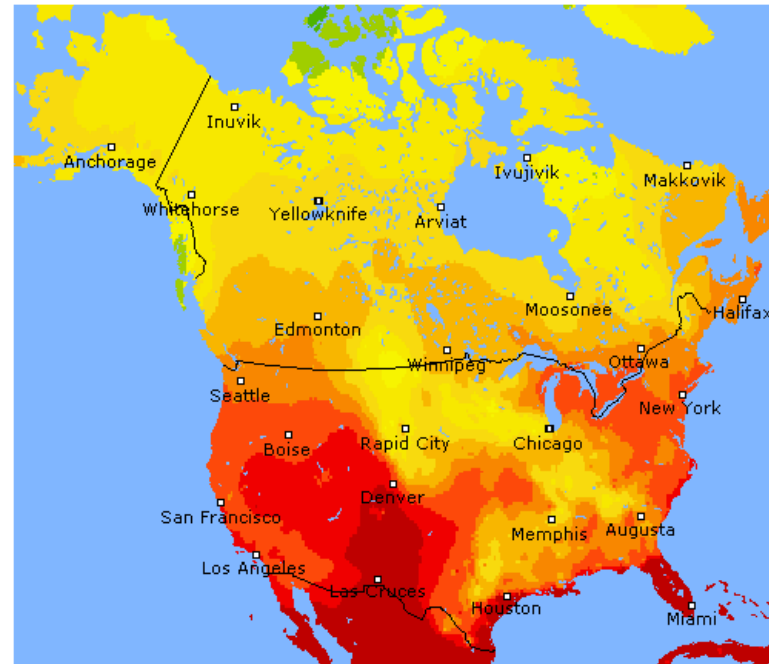 Inuvik
Anchorage
Ivujivik
Makkovik
Whitehorse
Yellowknife
Arviat
Moosonee
Halifax
Edmonton
Winnipeg
Ottawa
Seattle
New York
Boise
Rapid City
Chicago
Denver
San Francisco
Memphis
Augusta
Los Angeles
Las Cruces
Houston
Miami